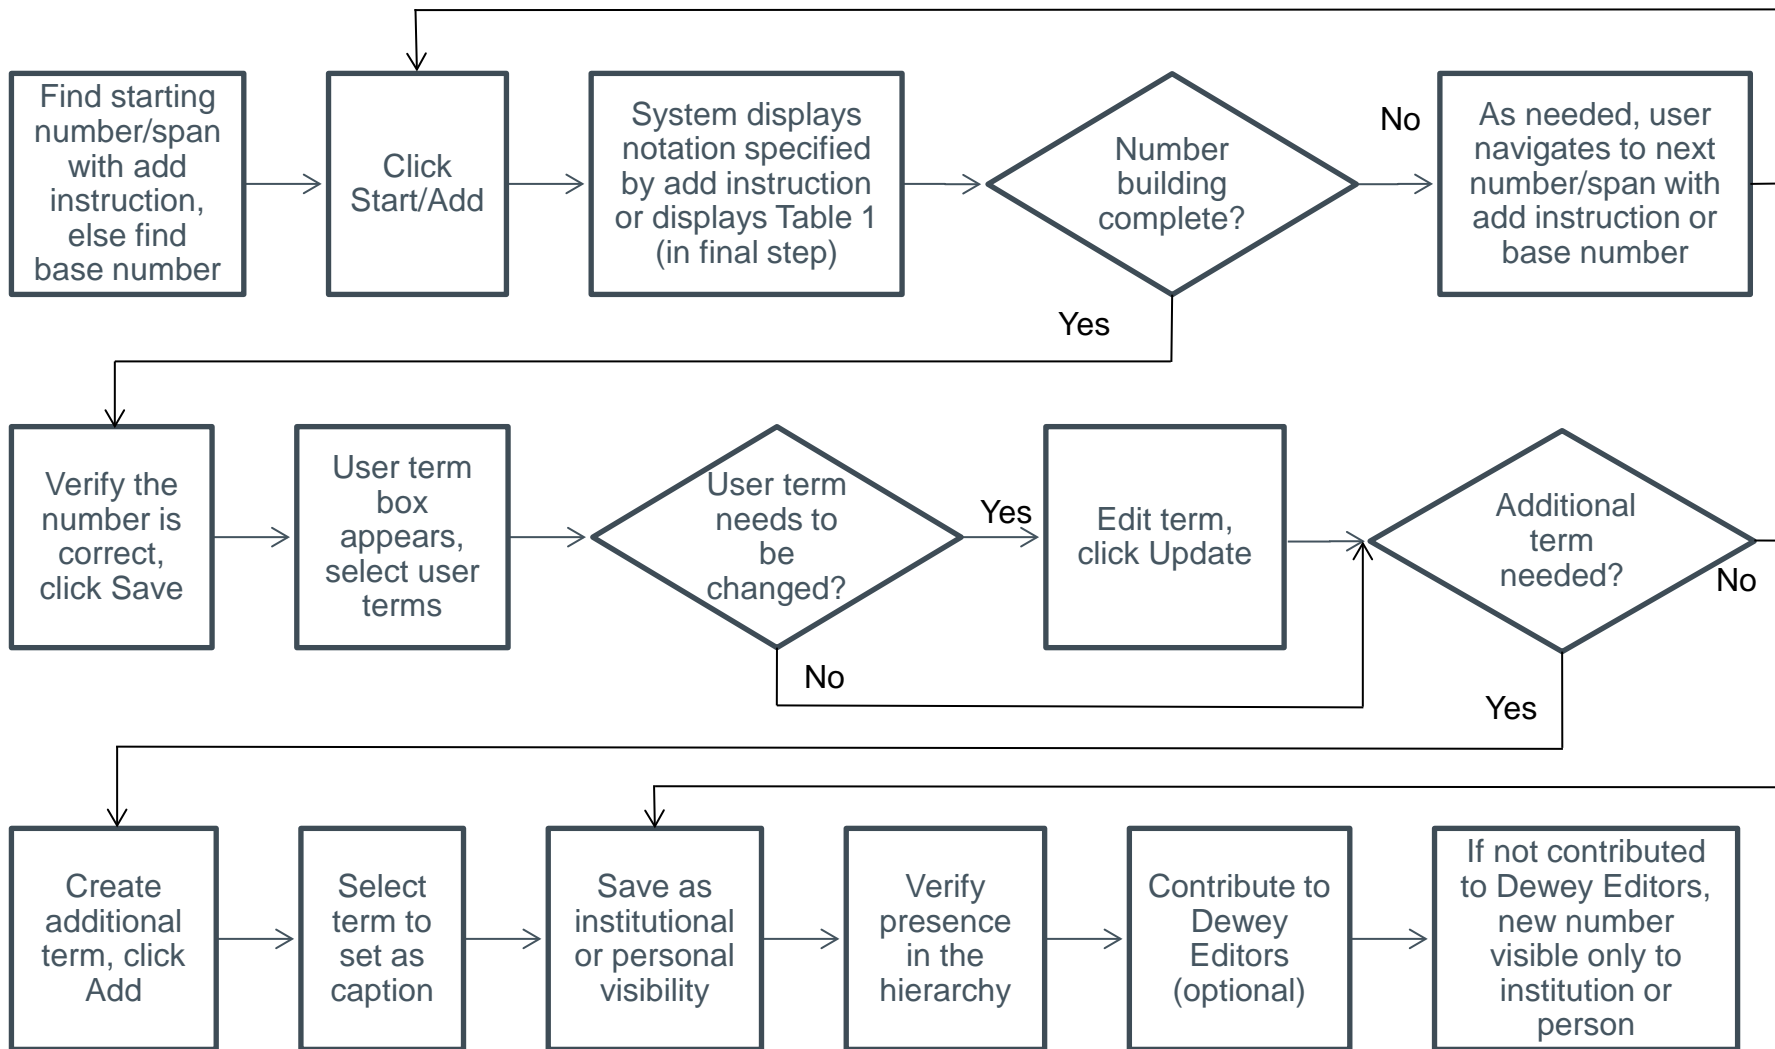 Find starting
number/span
with add
instruction,
else find
base number
Click
Start/Add
System displays
notation specified
by add instruction
or displays Table 1
(in final step)
Number
building
complete?
No
As needed, user
navigates to next
number/span with
add instruction or
base number
Yes
Verify the
number is
correct,
click Save
User term
box
appears,
select user
terms
User term
needs to
be
changed?
Yes
No
Edit term,
click Update
Additional
term
needed?
No
Yes
Create
additional
term, click
Add
Select
term to
set as
caption
Save as
institutional
or personal
visibility
Verify
presence
in the
hierarchy
Contribute to
Dewey
Editors
(optional)
If not contributed
to Dewey Editors,
new number
visible only to
institution or
person